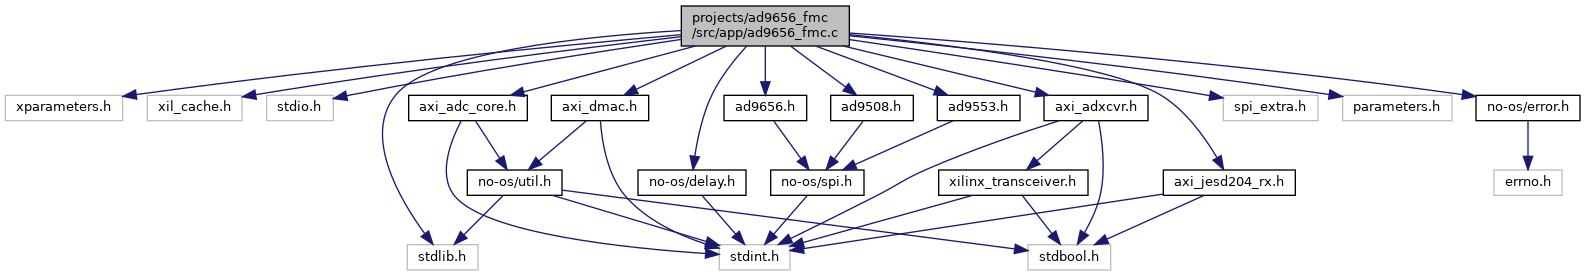 projects/ad9656_fmc
/src/app/ad9656_fmc.c
xparameters.h
xil_cache.h
stdio.h
axi_adc_core.h
axi_dmac.h
ad9656.h
ad9508.h
ad9553.h
axi_adxcvr.h
spi_extra.h
parameters.h
no-os/error.h
no-os/util.h
no-os/delay.h
no-os/spi.h
xilinx_transceiver.h
axi_jesd204_rx.h
errno.h
stdlib.h
stdint.h
stdbool.h